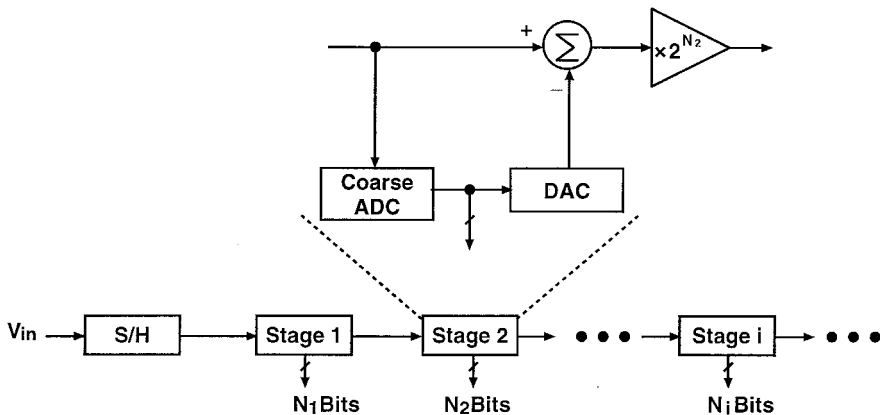 +
Σ
×2^N₂
−
Coarse
ADC
DAC
Vin
S/H
Stage 1
Stage 2
Stage i
N₁Bits
N₂Bits
NᵢBits